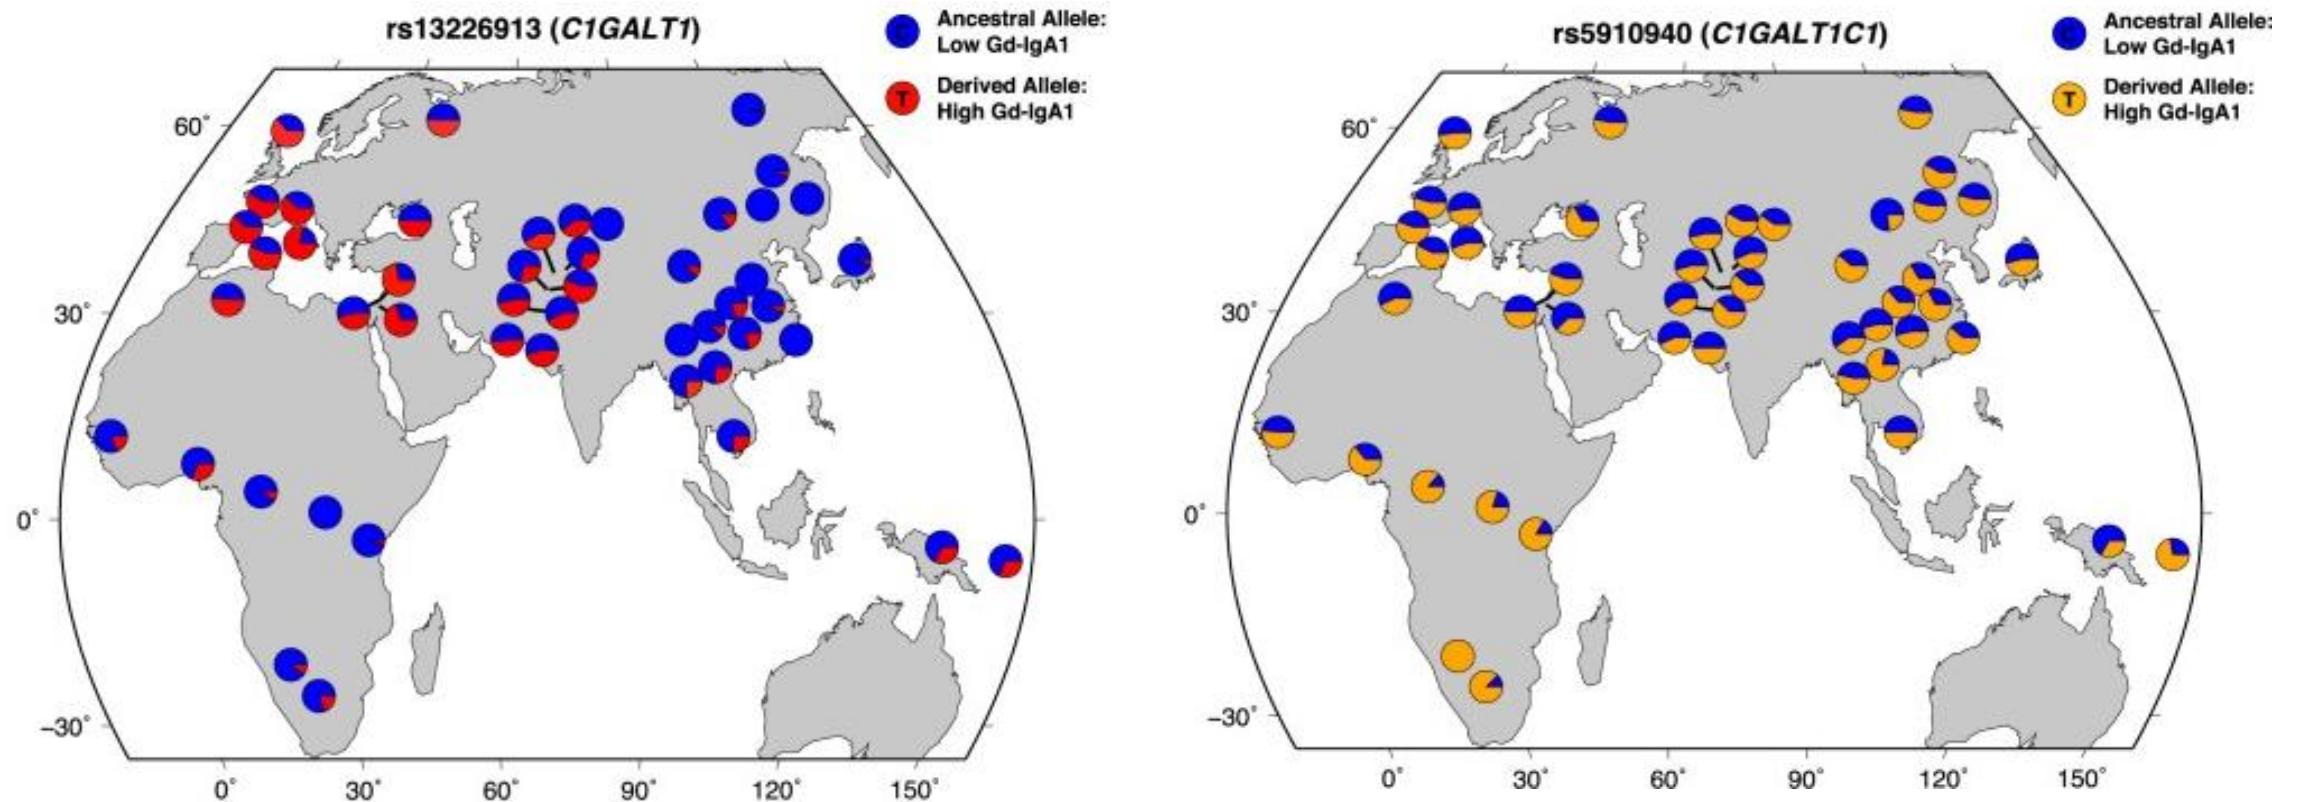 rs13226913 (C1GALT1)
C
Ancestral Allele:
Low Gd-IgA1
T
Derived Allele:
High Gd-IgA1
60°
30°
0°
−30°
0°
30°
60°
90°
120°
150°
rs5910940 (C1GALT1C1)
Ancestral Allele:
Low Gd-IgA1
T
Derived Allele:
High Gd-IgA1
60°
30°
0°
−30°
0°
30°
60°
90°
120°
150°